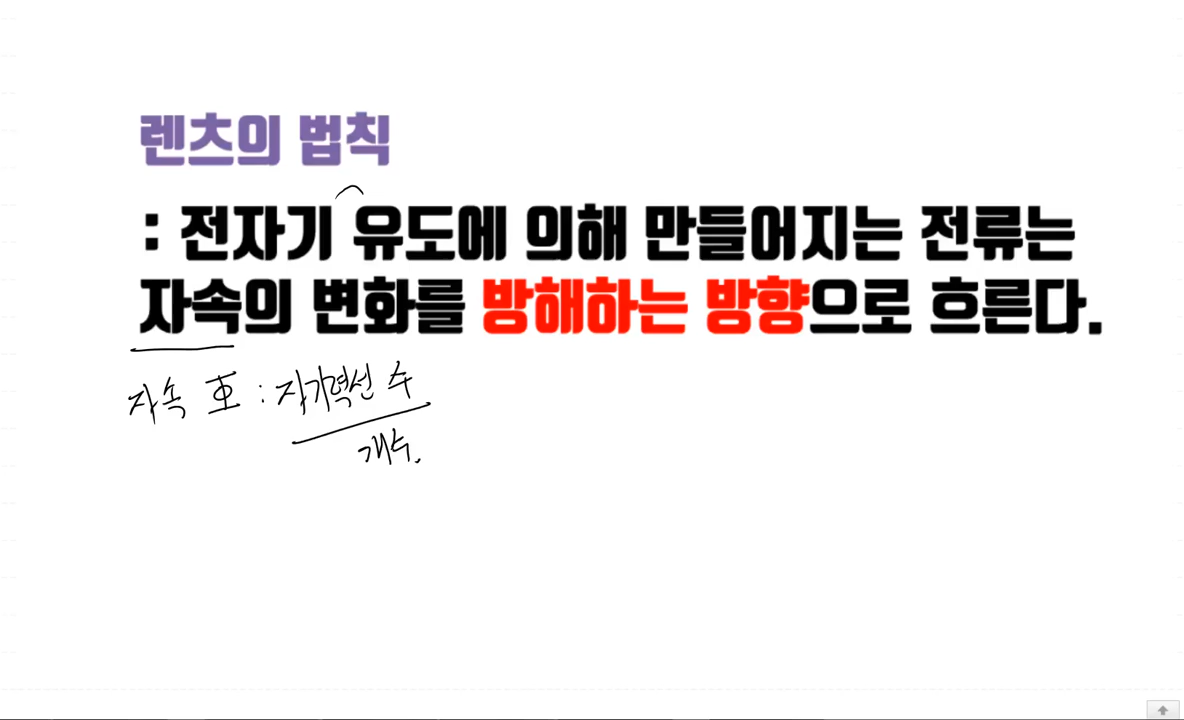 렌츠의 법칙
: 전자기 유도에 의해 만들어지는 전류는
자속의 변화를 방해하는 방향으로 흐른다.
자속 Φ : 자기력선 수
개수.